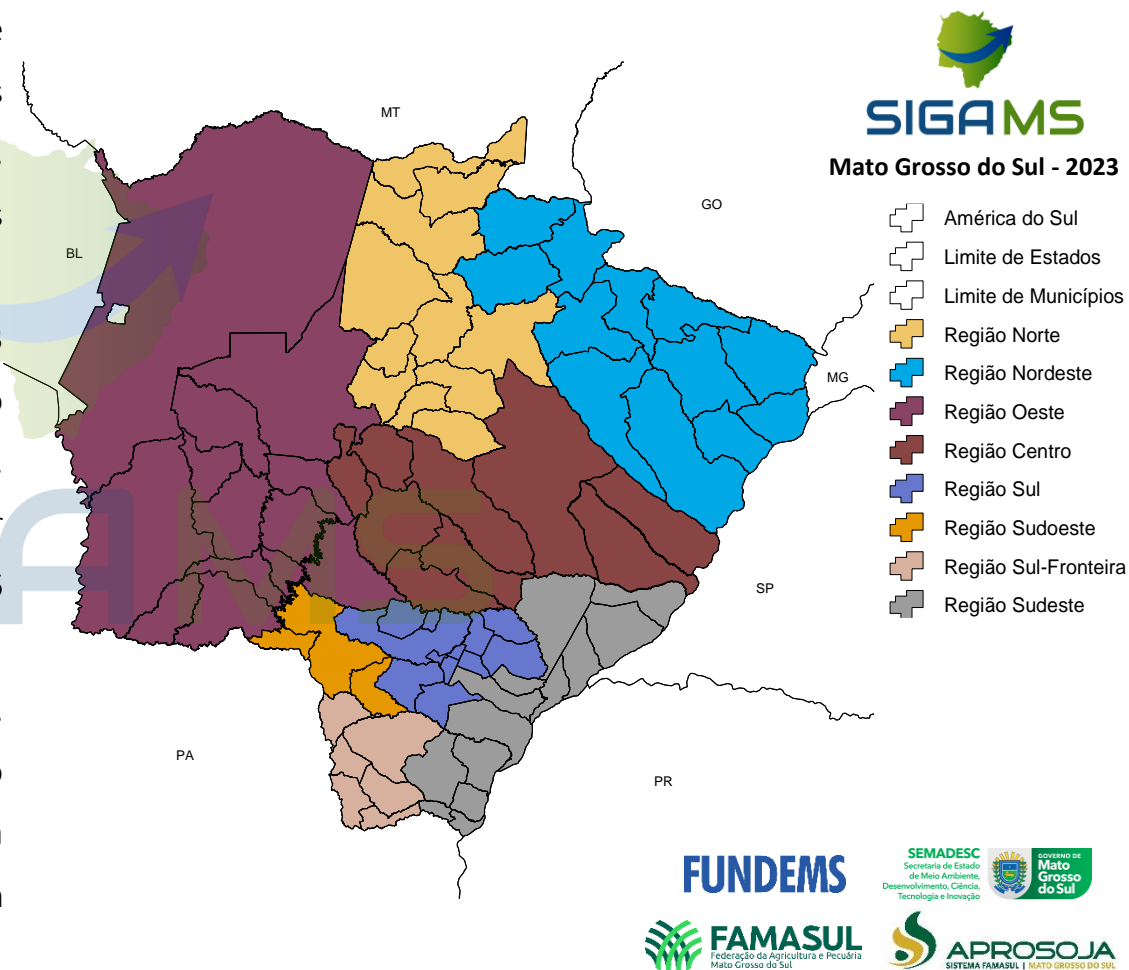 SIGAMS
Mato Grosso do Sul - 2023
MT
GO
BL
MG
SP
PA
PR
América do Sul
Limite de Estados
Limite de Municípios
Região Norte
Região Nordeste
Região Oeste
Região Centro
Região Sul
Região Sudoeste
Região Sul-Fronteira
Região Sudeste
A MS
FUNDEMS
SEMADESC
Secretaria de Estado
de Meio Ambiente,
Desenvolvimento, Ciência,
Tecnologia e Inovação
GOVERNO DE
Mato
Grosso
do Sul
FAMASUL
Federação da Agricultura e Pecuária
Mato Grosso do Sul
APROSOJA
SISTEMA FAMASUL | MATO GROSSO DO SUL